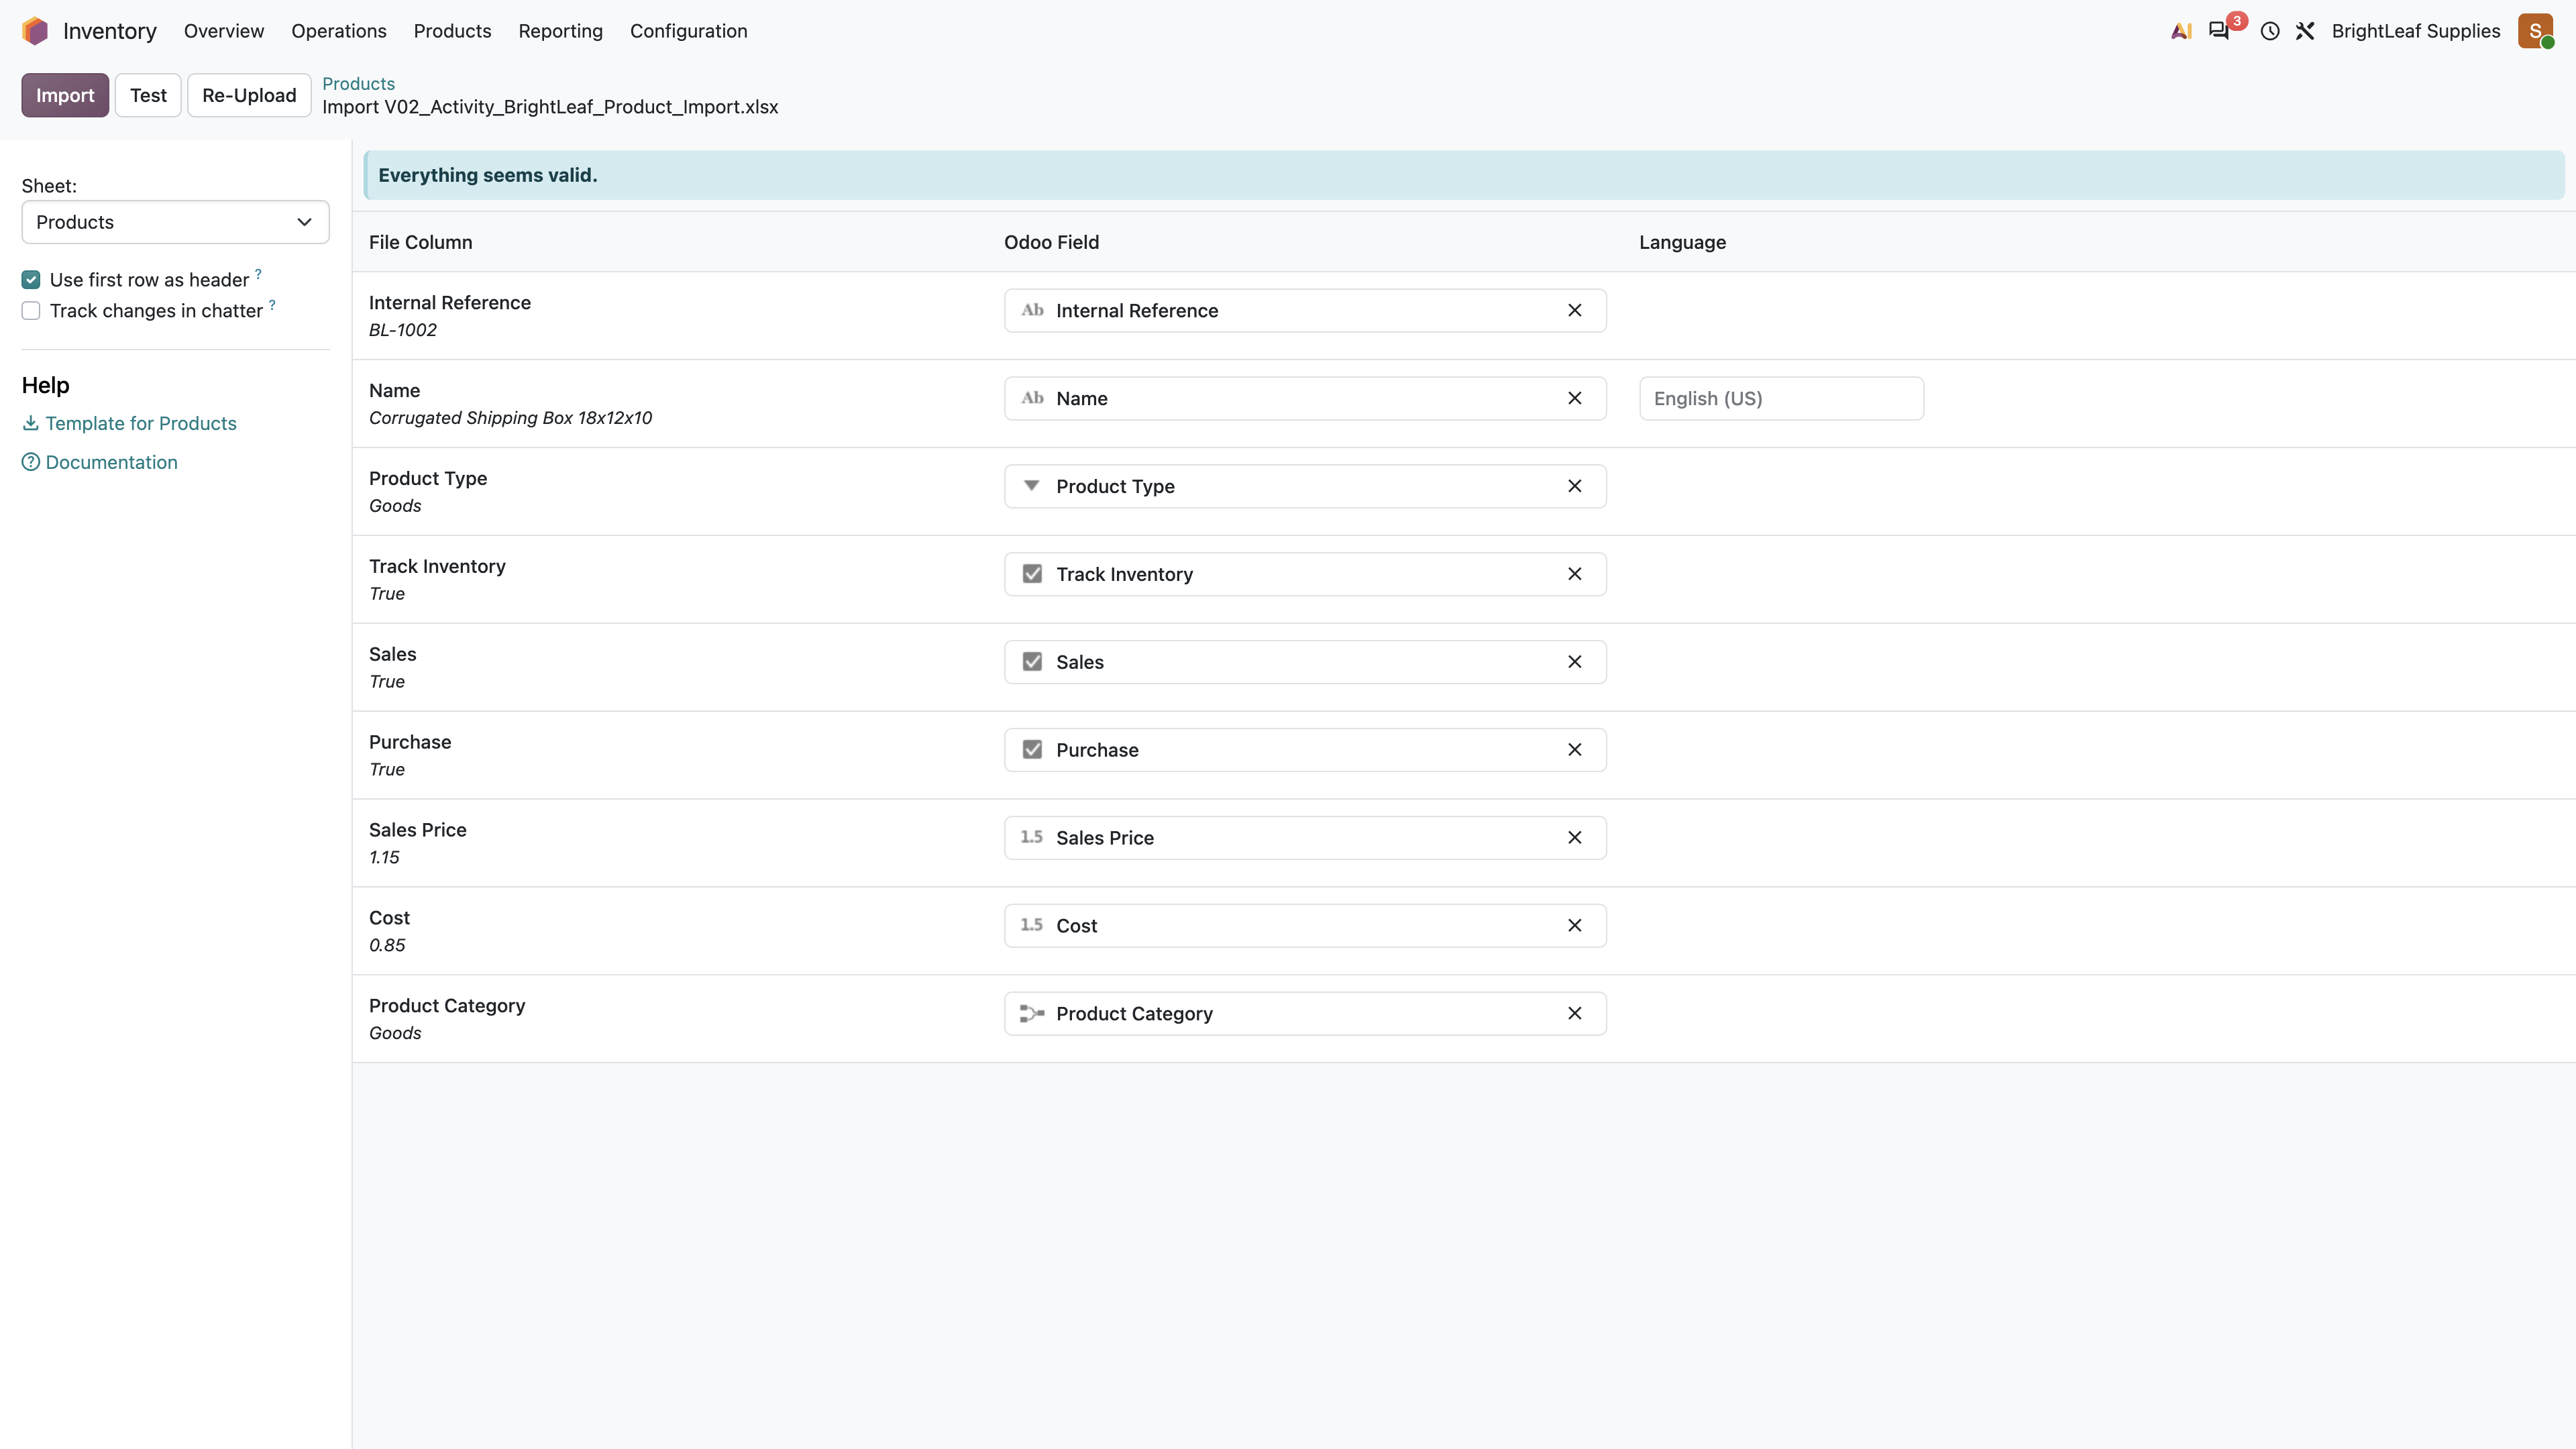 Inventory Overview Operations Products Reporting Configuration AI 3 BrightLeaf Supplies S
Import Test Re-Upload
Products
Import V02_Activity_BrightLeaf_Product_Import.xlsx
Sheet:
Products
Use first row as header ?
Track changes in chatter ?
Help
Template for Products
Documentation
Everything seems valid.
File Column Odoo Field Language
Internal Reference
BL-1002
Ab Internal Reference
Name
Corrugated Shipping Box 18x12x10
Ab Name
English (US)
Product Type
Goods
Product Type
Track Inventory
True
Track Inventory
Sales
True
Sales
Purchase
True
Purchase
Sales Price
1.15
1.5 Sales Price
Cost
0.85
1.5 Cost
Product Category
Goods
Product Category